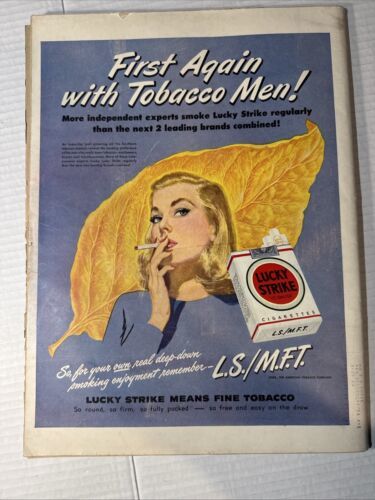 First Again
with Tobacco Men!
More independent experts smoke Lucky Strike regularly
than the next 2 leading brands combined!
LUCKY
STRIKE
CIGARETTES
L.S./M.F.T.
So, for your own real deep-down
smoking enjoyment remember—
L.S./M.F.T.
LUCKY STRIKE MEANS FINE TOBACCO
So round, so firm, so fully packed — so free and easy on the draw